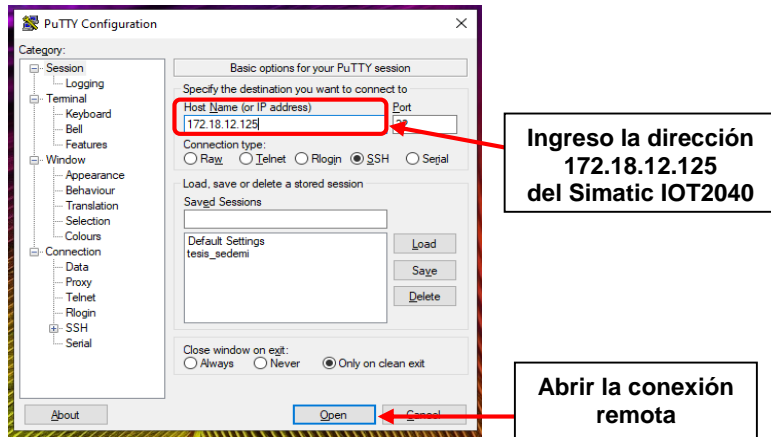 PuTTY Configuration
Category:
Session
Logging
Terminal
Keyboard
Bell
Features
Window
Appearance
Behaviour
Translation
Selection
Colours
Connection
Data
Proxy
Telnet
Rlogin
SSH
Serial
Basic options for your PuTTY session
Specify the destination you want to connect to
Host Name (or IP address) Port
172.18.12.125
Connection type:
Raw Telnet Rlogin SSH Serial
Load, save or delete a stored session
Saved Sessions
Default Settings
tesis_sedemi
Load
Save
Delete
Close window on exit:
Always Never Only on clean exit
About Open Cancel
Ingreso la dirección
172.18.12.125
del Simatic IOT2040
Abrir la conexión
remota